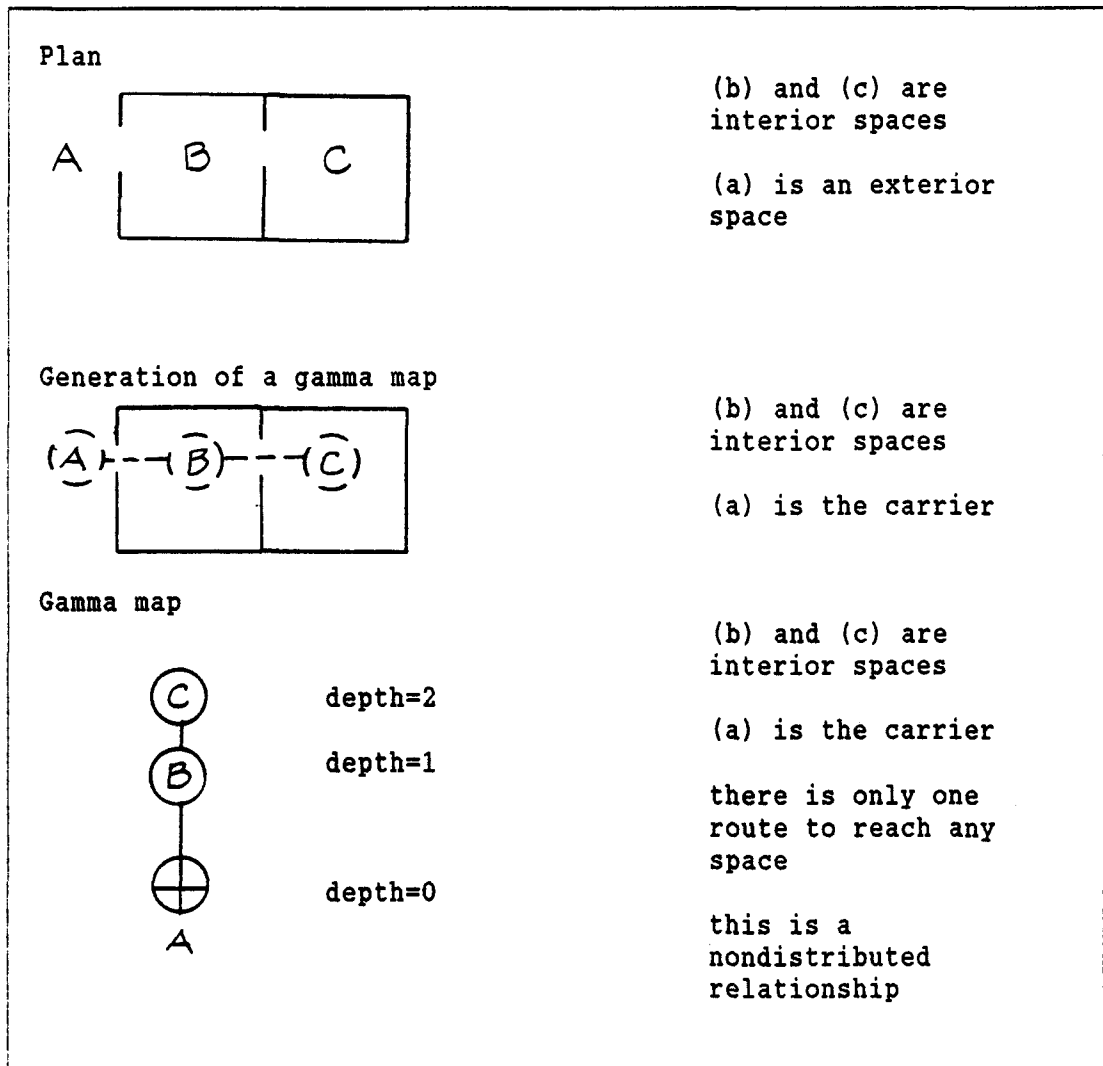 Plan
A
B
C
(b) and (c) are
interior spaces
(a) is an exterior
space
Generation of a gamma map
A
B
C
(b) and (c) are
interior spaces
(a) is the carrier
Gamma map
C
depth=2
B
depth=1
depth=0
A
(b) and (c) are
interior spaces
(a) is the carrier
there is only one
route to reach any
space
this is a
nondistributed
relationship